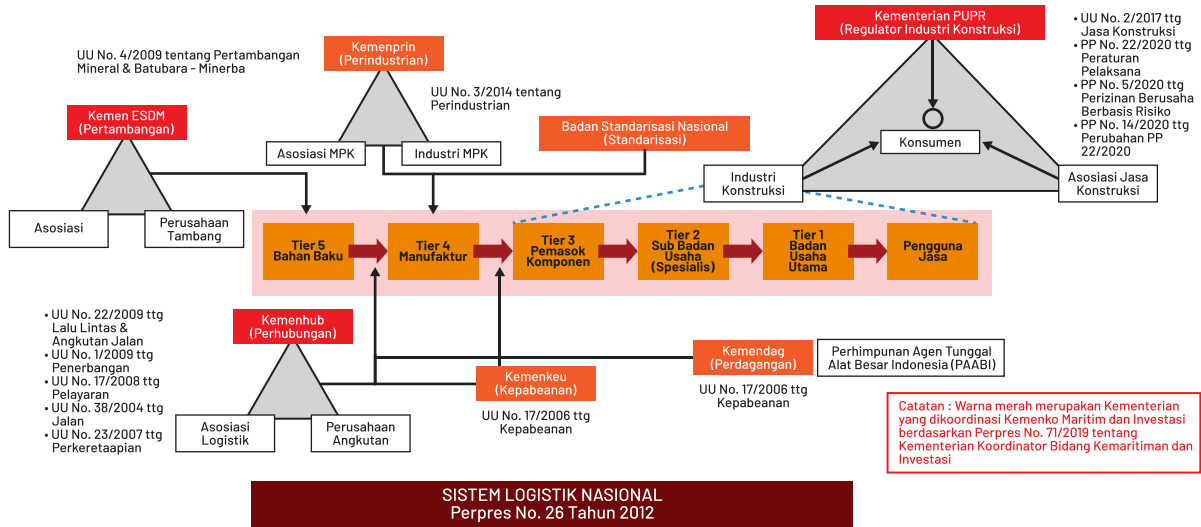 Kementerian PUPR
(Regulator Industri Konstruksi)
• UU No. 2/2017 ttg
Jasa Konstruksi
• PP No. 22/2020 ttg
Peraturan
Pelaksana
• PP No. 5/2020 ttg
Perizinan Berusaha
Berbasis Risiko
• PP No. 14/2020 ttg
Perubahan PP
22/2020
Kemenprin
(Perindustrian)
UU No. 4/2009 tentang Pertambangan
Mineral & Batubara - Minerba
UU No. 3/2014 tentang
Perindustrian
Kemen ESDM
(Pertambangan)
Badan Standarisasi Nasional
(Standarisasi)
Asosiasi MPK
Industri MPK
Konsumen
Industri
Konstruksi
Asosiasi Jasa
Konstruksi
Asosiasi
Perusahaan
Tambang
Tier 5
Bahan Baku
Tier 4
Manufaktur
Tier 3
Pemasok
Komponen
Tier 2
Sub Badan
Usaha
(Spesialis)
Tier 1
Badan
Usaha
Utama
Pengguna
Jasa
• UU No. 22/2009 ttg
Lalu Lintas &
Angkutan Jalan
• UU No. 1/2009 ttg
Penerbangan
• UU No. 17/2008 ttg
Pelayaran
• UU No. 38/2004 ttg
Jalan
• UU No. 23/2007 ttg
Perkeretaapian
Kemenhub
(Perhubungan)
Asosiasi
Logistik
Perusahaan
Angkutan
Kemenkeu
(Kepabeanan)
UU No. 17/2006 ttg
Kepabeanan
Kemendag
(Perdagangan)
UU No. 17/2006 ttg
Kepabeanan
Perhimpunan Agen Tunggal
Alat Besar Indonesia (PAABI)
Catatan : Warna merah merupakan Kementerian
yang dikoordinasi Kemenko Maritim dan Investasi
berdasarkan Perpres No. 71/2019 tentang
Kementerian Koordinator Bidang Kemaritiman dan
Investasi
SISTEM LOGISTIK NASIONAL
Perpres No. 26 Tahun 2012